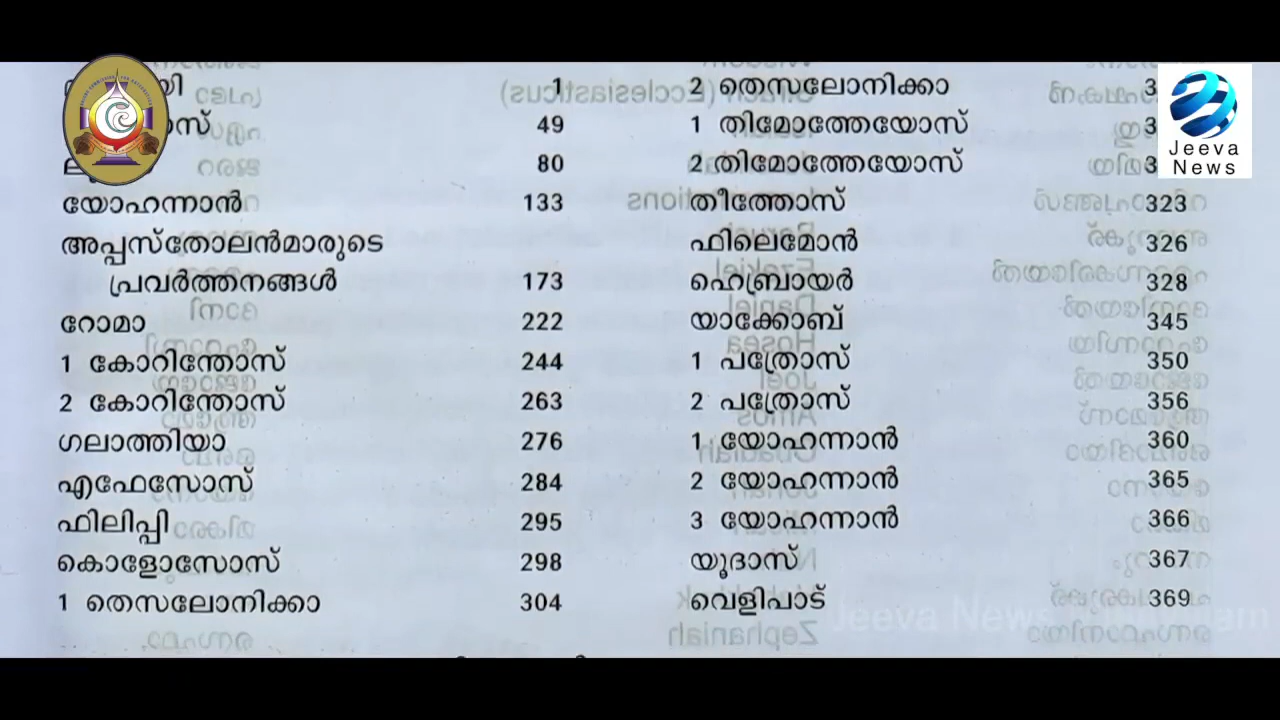 1
49
80
യോഹന്നാൻ 133
അപ്പസ്തോലൻമാരുടെ
പ്രവർത്തനങ്ങൾ 173
റോമാ 222
1 കോറിന്തോസ് 244
2 കോറിന്തോസ് 263
ഗലാത്തിയാ 276
എഫേസോസ് 284
ഫിലിപ്പി 295
കൊളോസോസ് 298
1 തെസലോനിക്കാ 304
2 തെസലോനിക്കാ
1 തിമോത്തേയോസ്
2 തിമോത്തേയോസ്
തീത്തോസ് 323
ഫിലെമോൻ 326
ഹെബ്രായർ 328
യാക്കോബ് 345
1 പത്രോസ് 350
2 പത്രോസ് 356
1 യോഹന്നാൻ 360
2 യോഹന്നാൻ 365
3 യോഹന്നാൻ 366
യൂദാസ് 367
വെളിപാട് 369
Jeeva
News
Jeeva News